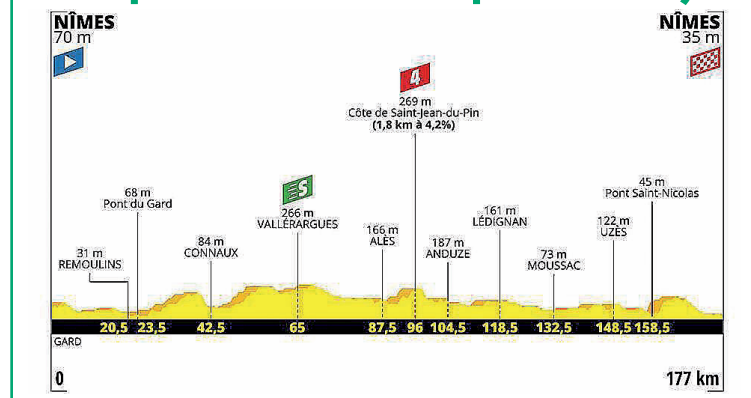 NÎMES
70 m
NÎMES
35 m
4
269 m
Côte de Saint-Jean-du-Pin
(1,8 km à 4,2%)
S
266 m
VALLÉRARGUES
68 m
Pont du Gard
45 m
Pont Saint-Nicolas
31 m
REMOULINS
84 m
CONNAUX
166 m
ALÈS
187 m
ANDUZE
161 m
LÉDIGNAN
73 m
MOUSSAC
122 m
UZÈS
20,5 23,5 42,5 65 87,5 96 104,5 118,5 132,5 148,5 158,5
GARD
0
177 km